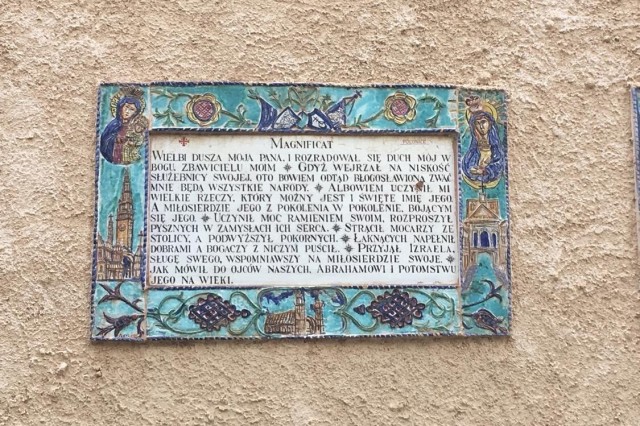 MAGNIFICAT
WIELBI DUSZA MOJA PANA, I ROZRADOWAŁ SIĘ DUCH MÓJ W
BOGU, ZBAWICIELU MOIM ◆ GDYŻ WEJRZAŁ NA NISKOŚĆ
SŁUŻEBNICY SWOJEJ, OTO BOWIEM ODTĄD BŁOGOSŁAWIONĄ ZWAĆ
MNIE BĘDĄ WSZYSTKIE NARODY. ◆ ALBOWIEM UCZYNIŁ MI
WIELKIE RZECZY, KTÓRY MOŻNY JEST I ŚWIĘTE IMIĘ JEGO.
A MIŁOSIERDZIE JEGO Z POKOLENIA W POKOLENIE, BOJĄCYM
SIĘ JEGO. ◆ UCZYNIŁ MOC RAMIENIEM SWOIM, ROZPROSZYŁ
PYSZNYCH W ZAMYSŁACH ICH SERCA. ◆ STRĄCIŁ MOCARZY ZE
STOLICY, A PODWYŻSZYŁ POKORNYCH. ◆ ŁAKNĄCYCH NAPEŁNIŁ
DOBRAMI A BOGACZY Z NICZYM PUŚCIŁ. ◆ PRZYJĄŁ IZRAELA
SŁUGĘ SWEGO, WSPOMNIAWSZY NA MIŁOSIERDZIE SWOJE. ◆
JAK MÓWIŁ DO OJCÓW NASZYCH, ABRAHAMOWI I POTOMSTWU
JEGO NA WIEKI.